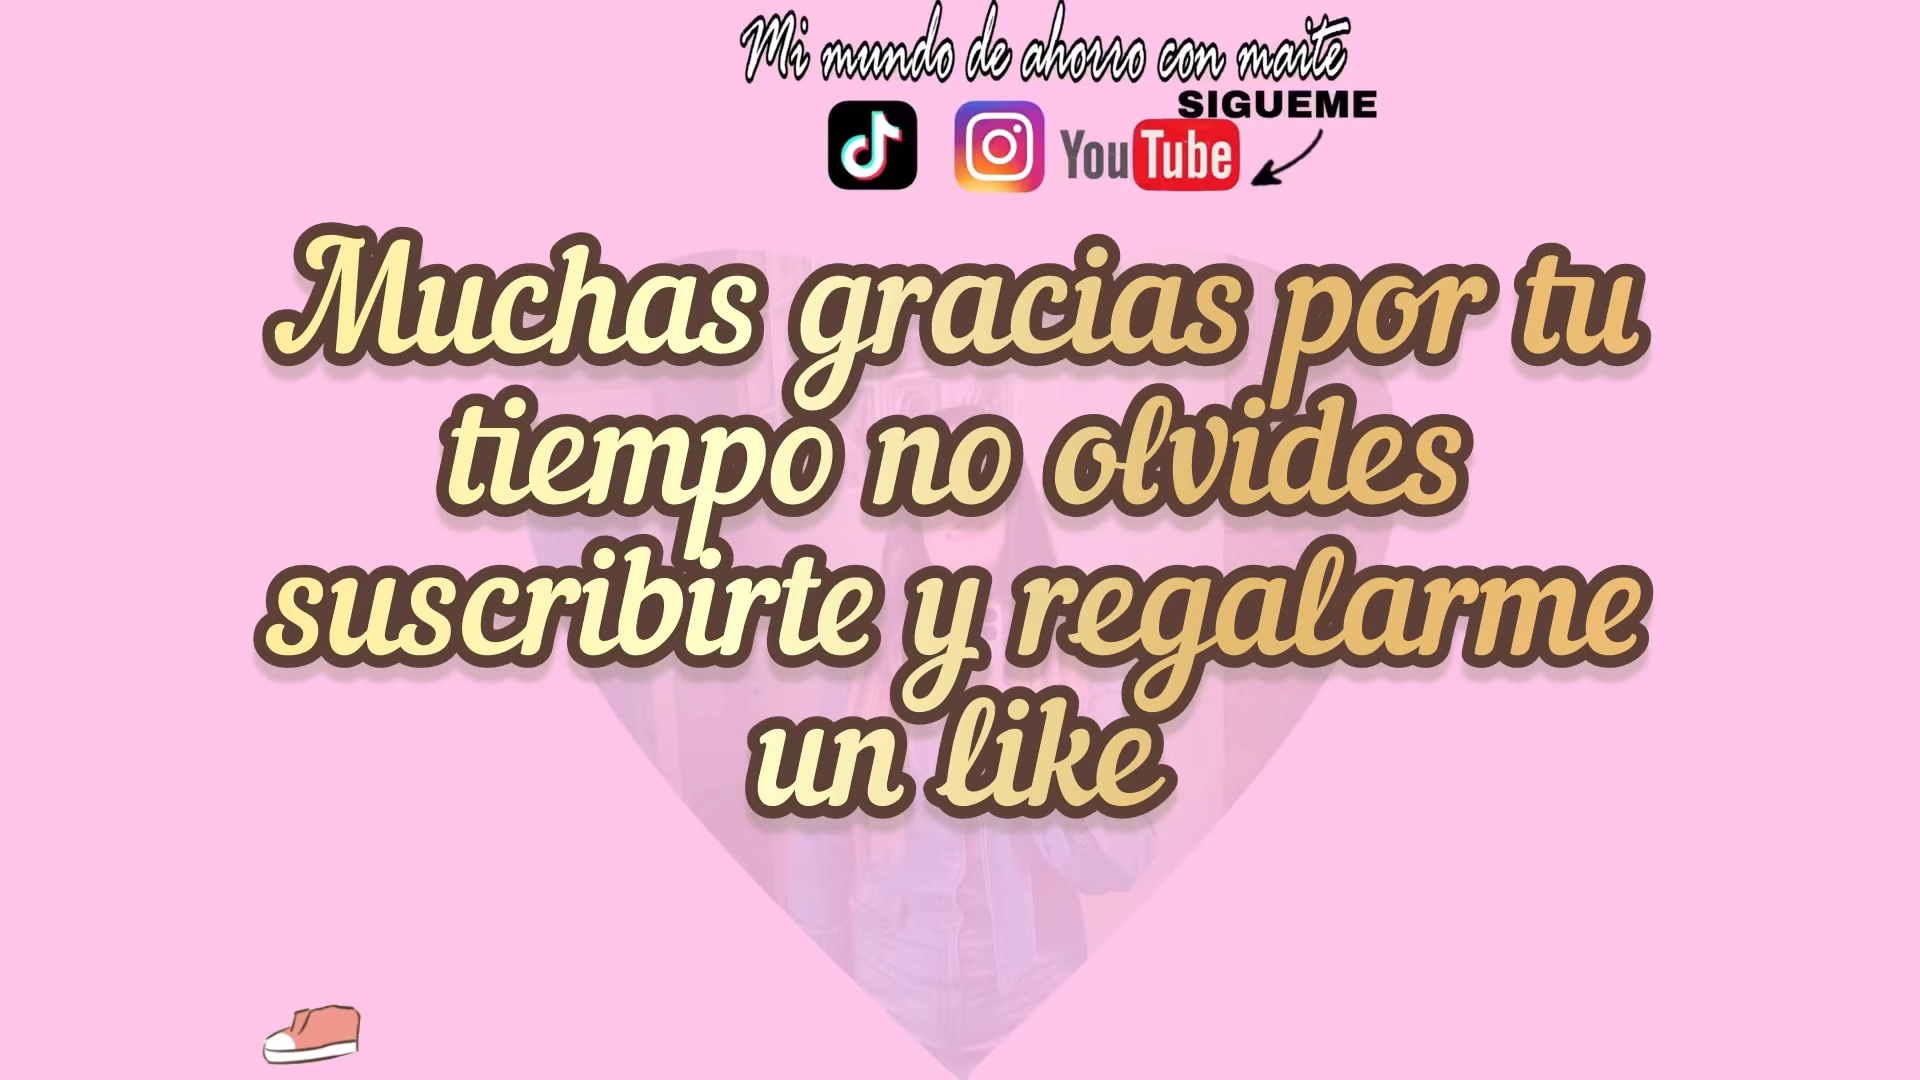 Mi mundo de ahorro con maite
SIGUEME
YouTube
Muchas gracias por tu
tiempo no olvides
suscribirte y regalarme
un like